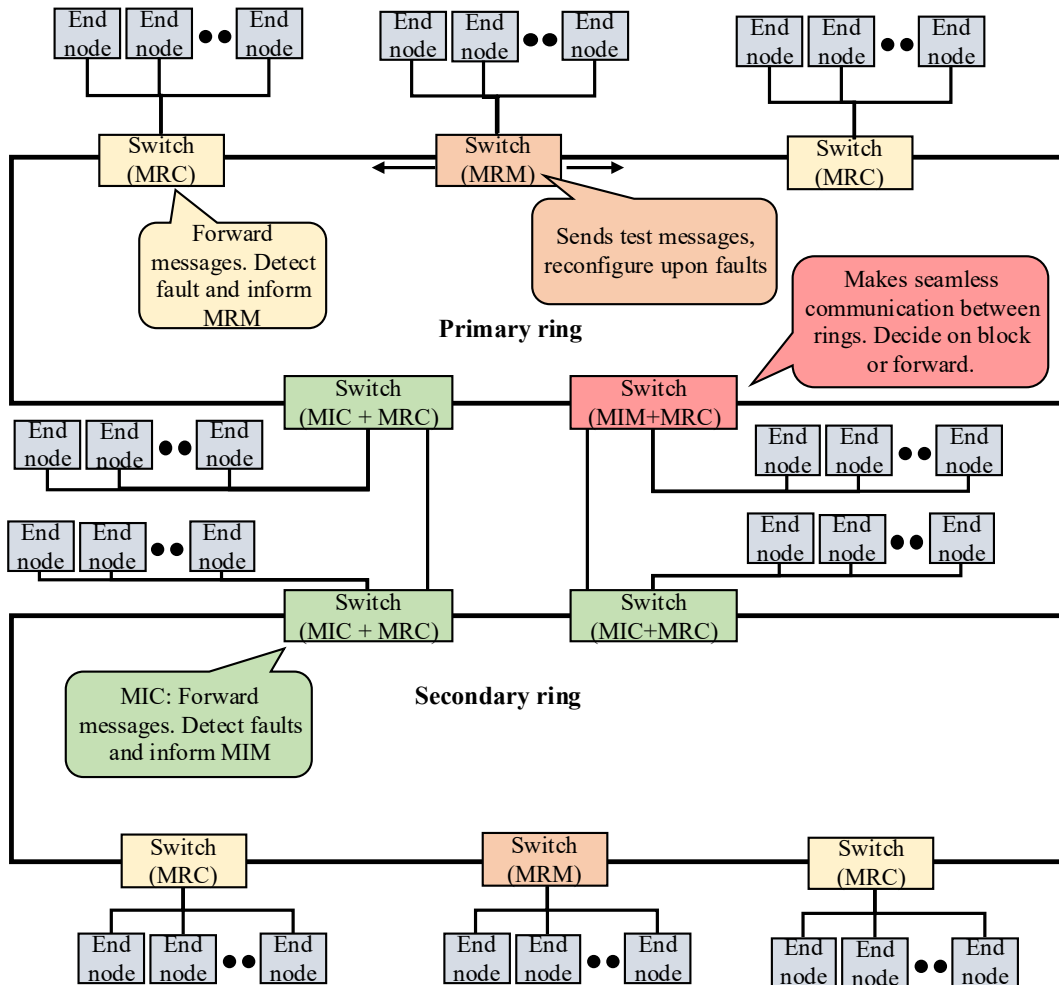 End
node
End
node
End
node
End
node
End
node
End
node
End
node
End
node
End
node
Switch
(MRC)
Switch
(MRM)
Switch
(MRC)
Forward
messages. Detect
fault and inform
MRM
Sends test messages,
reconfigure upon faults
Makes seamless
communication between
rings. Decide on block
or forward.
Primary ring
Switch
(MIC + MRC)
Switch
(MIM+MRC)
End
node
End
node
End
node
End
node
End
node
End
node
End
node
End
node
End
node
End
node
End
node
End
node
Switch
(MIC + MRC)
Switch
(MIC+MRC)
MIC: Forward
messages. Detect faults
and inform MIM
Secondary ring
Switch
(MRC)
Switch
(MRM)
Switch
(MRC)
End
node
End
node
End
node
End
node
End
node
End
node
End
node
End
node
End
node